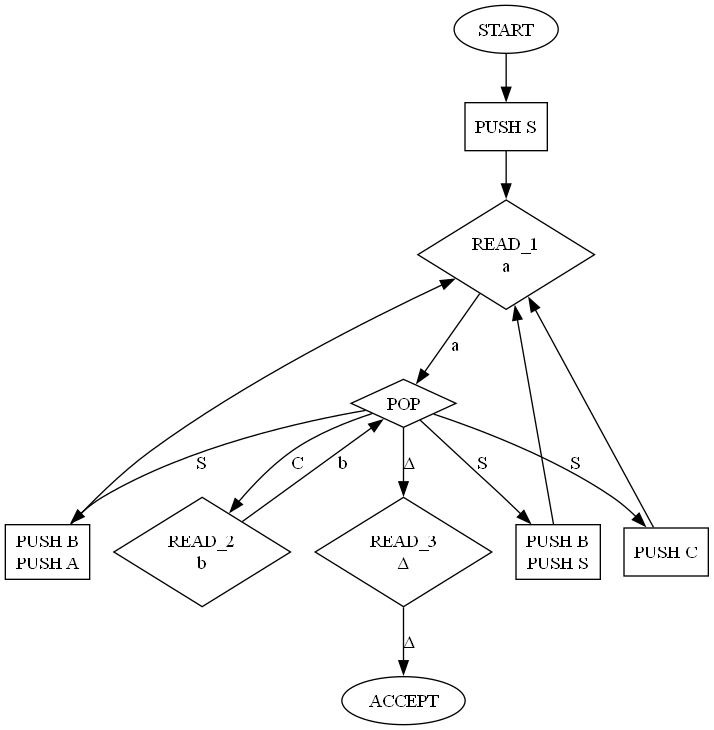 START
PUSH S
READ_1
a
a
POP
S
C
b
Δ
S
S
PUSH B
PUSH A
READ_2
b
READ_3
Δ
PUSH B
PUSH S
PUSH C
Δ
ACCEPT